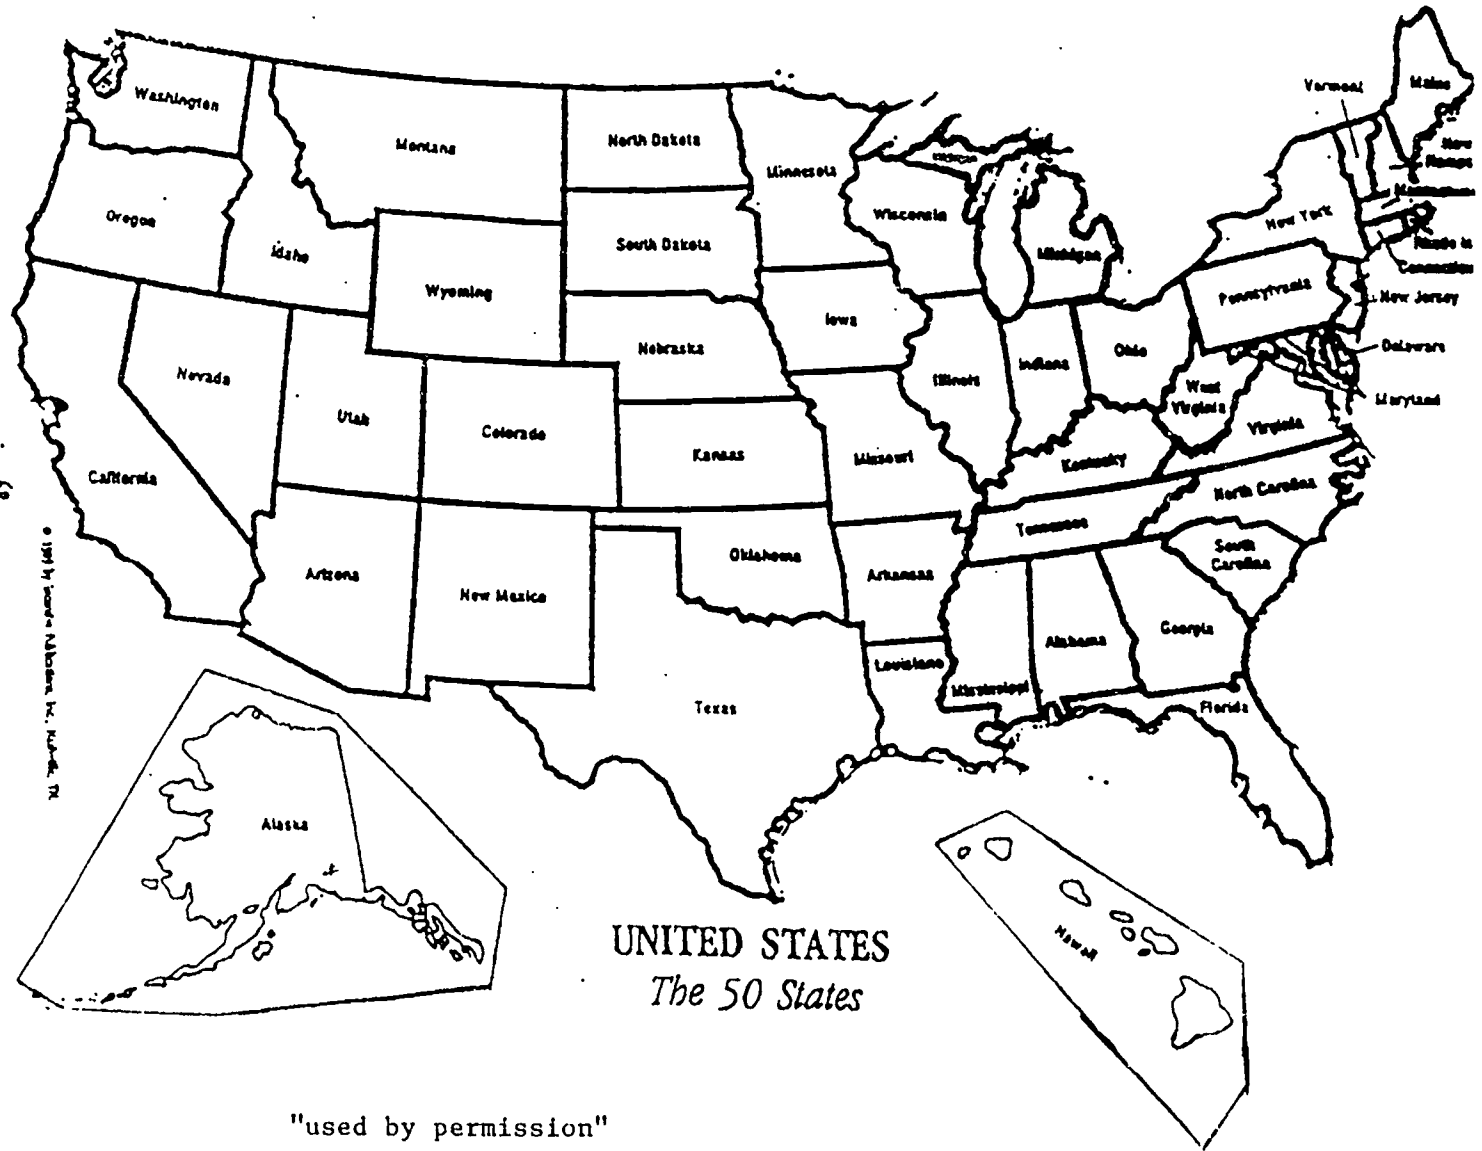 Vermont
Maine
Washington
Montana
North Dakota
Minnesota
New
Michigan
Oregon
Idaho
South Dakota
Wisconsin
New York
Michigan
Wyoming
Pennsylvania
New Jersey
Iowa
Nebraska
Illinois
Indiana
Ohio
Delaware
Nevada
Utah
Colorado
West
Virginia
Maryland
Virginia
California
Kansas
Missouri
Kentucky
North Carolina
Tennessee
Arizona
New Mexico
Oklahoma
Arkansas
South
Carolina
Georgia
Alabama
Louisiana
Mississippi
Texas
Florida
Alaska
Hawaii
UNITED STATES
The 50 States
"used by permission"